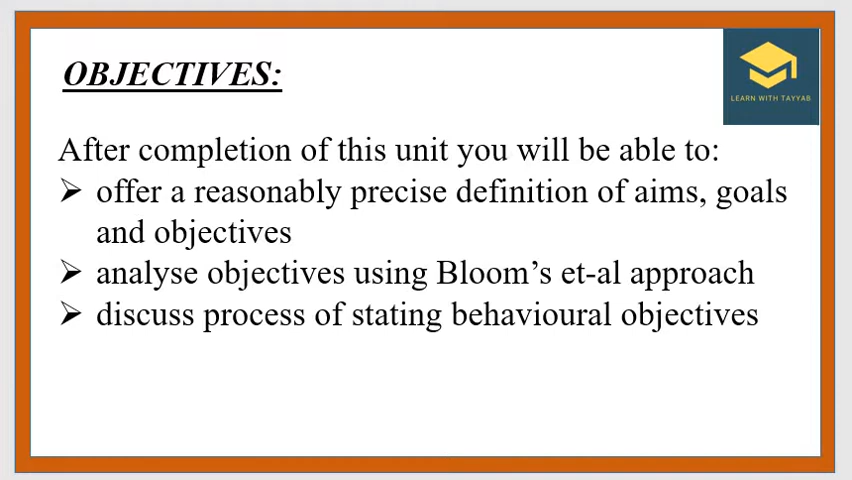 OBJECTIVES:
LEARN WITH TAYYAB
After completion of this unit you will be able to:
➢ offer a reasonably precise definition of aims, goals
and objectives
➢ analyse objectives using Bloom’s et-al approach
➢ discuss process of stating behavioural objectives